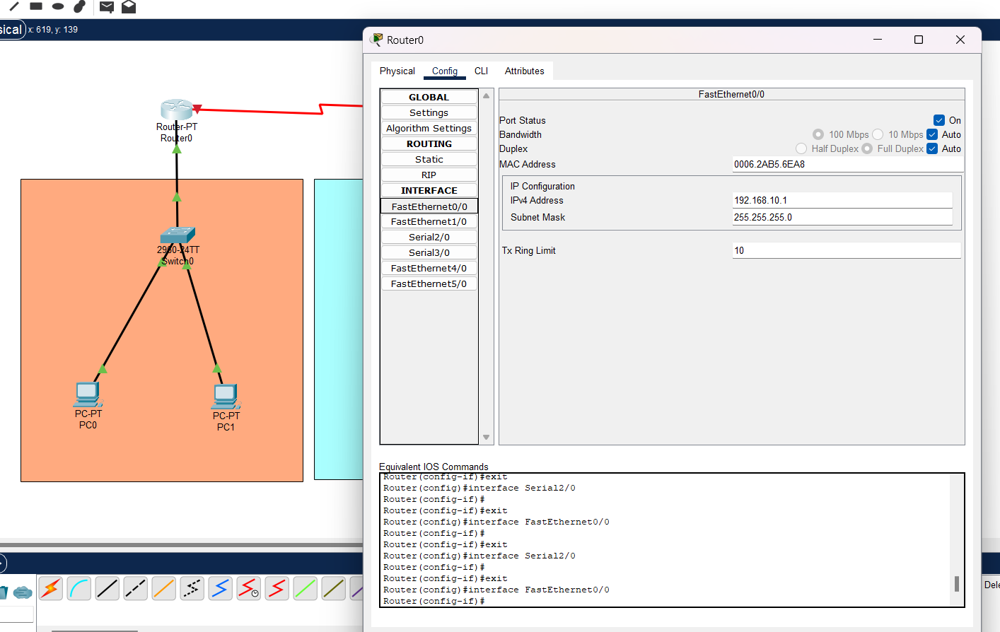 sical
x: 619, y: 139
Router0
Physical
Config
CLI
Attributes
GLOBAL
Settings
Algorithm Settings
ROUTING
Static
RIP
INTERFACE
FastEthernet0/0
FastEthernet1/0
Serial2/0
Serial3/0
FastEthernet4/0
FastEthernet5/0
FastEthernet0/0
Port Status
On
Bandwidth
100 Mbps
10 Mbps
Auto
Duplex
Half Duplex
Full Duplex
Auto
MAC Address
0006.2AB5.6EA8
IP Configuration
IPv4 Address
192.168.10.1
Subnet Mask
255.255.255.0
Tx Ring Limit
10
Router-PT
Router0
2960-24TT
Switch0
PC-PT
PC0
PC-PT
PC1
Equivalent IOS Commands
Router(config-if)#exit
Router(config)#interface Serial2/0
Router(config-if)#
Router(config-if)#exit
Router(config)#interface FastEthernet0/0
Router(config-if)#
Router(config-if)#exit
Router(config)#interface Serial2/0
Router(config-if)#
Router(config-if)#exit
Router(config)#interface FastEthernet0/0
Router(config-if)#
Dele